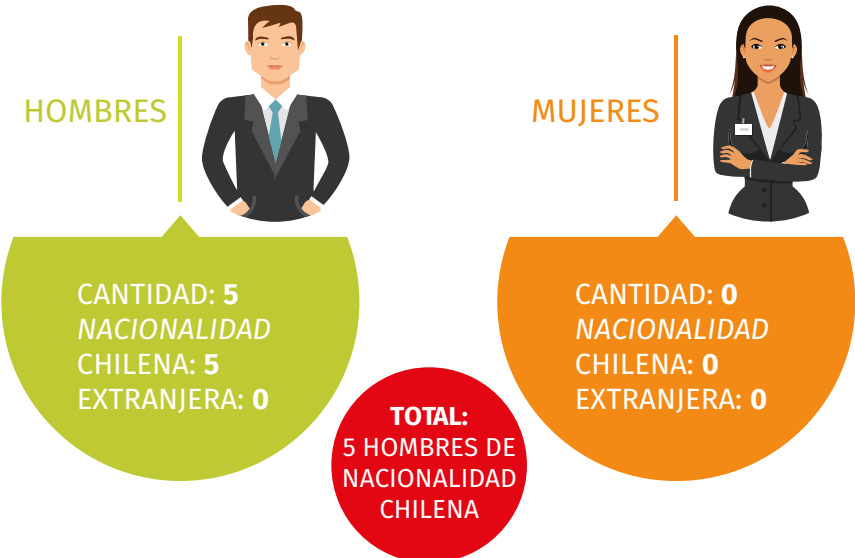 HOMBRES
CANTIDAD: 5
NACIONALIDAD
CHILENA: 5
EXTRANJERA: 0
MUJERES
CANTIDAD: 0
NACIONALIDAD
CHILENA: 0
EXTRANJERA: 0
TOTAL:
5 HOMBRES DE
NACIONALIDAD
CHILENA